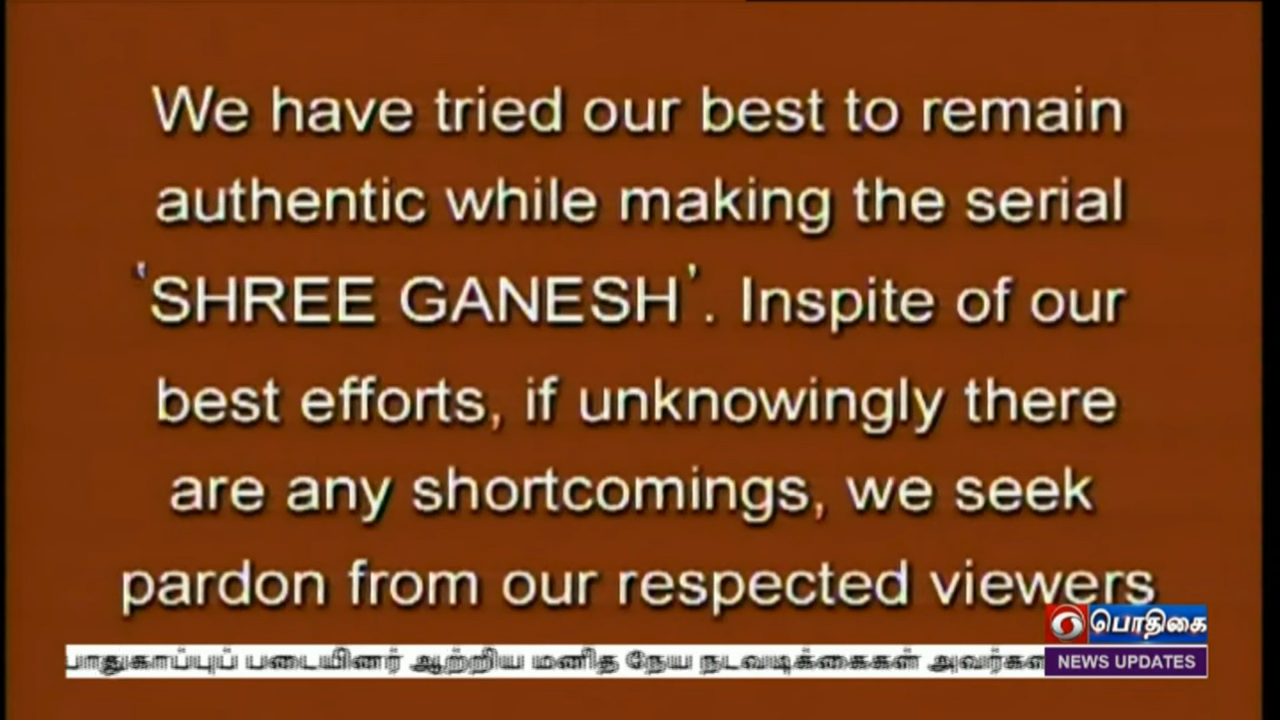 We have tried our best to remain
authentic while making the serial
'SHREE GANESH'. Inspite of our
best efforts, if unknowingly there
are any shortcomings, we seek
pardon from our respected viewers
பொதிகை
பாதுகாப்புப் படையினர் ஆற்றிய மனித நேய நடவடிக்கைகள்
NEWS UPDATES